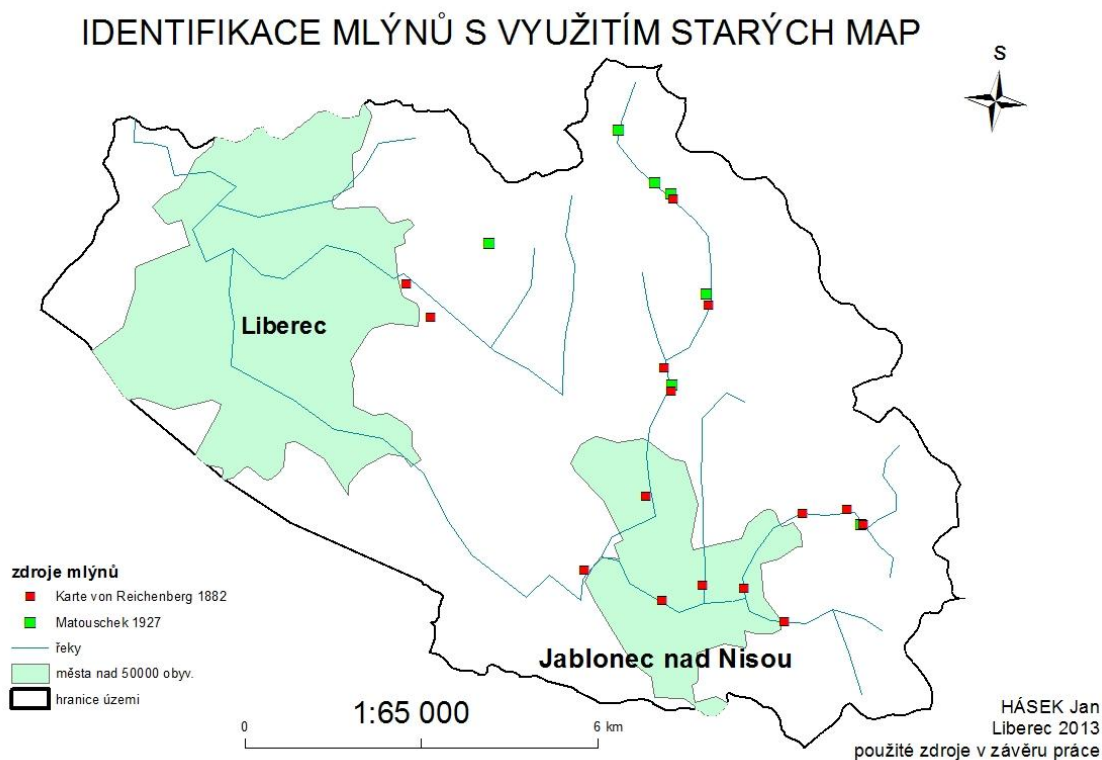 IDENTIFIKACE MLÝNŮ S VYUŽITÍM STARÝCH MAP
S
Liberec
Jablonec nad Nisou
zdroje mlýnů
Karte von Reichenberg 1882
Matouschek 1927
řeky
města nad 50000 obyv.
hranice území
1:65 000
0 6 km
HÁSEK Jan
Liberec 2013
použité zdroje v závěru práce